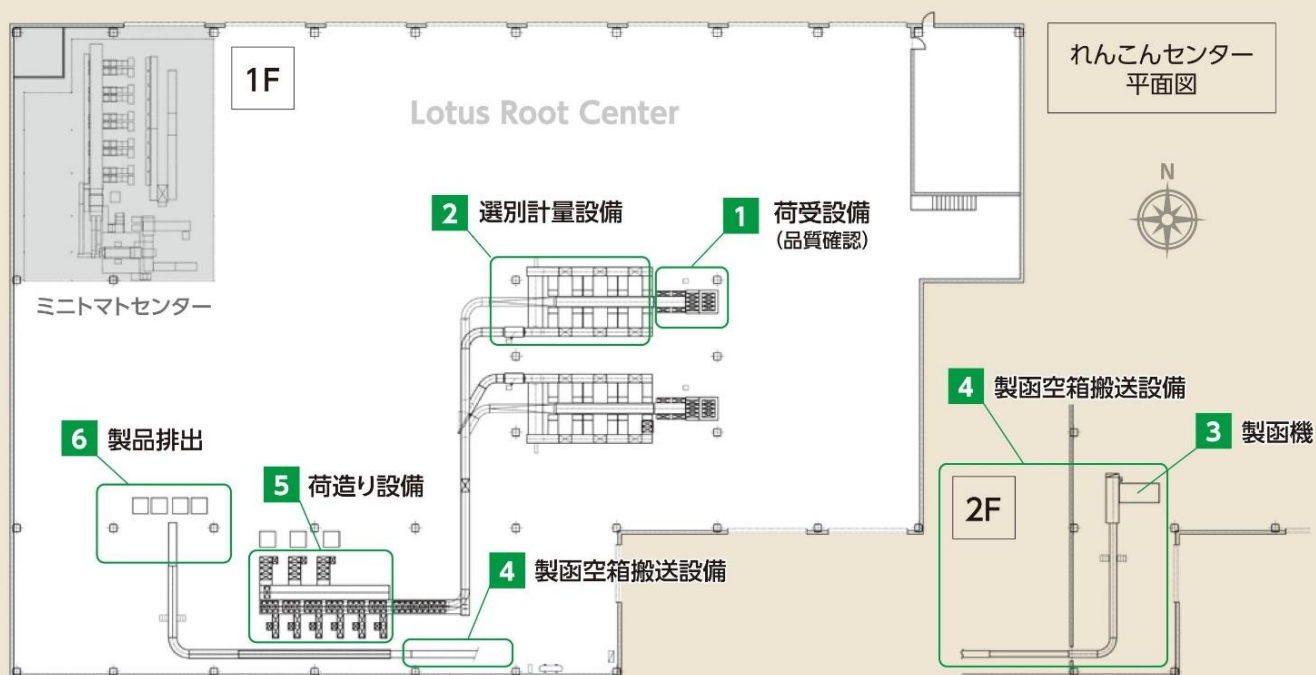 1F
Lotus Root Center
れんこんセンター
平面図
N
2 選別計量設備
1 荷受設備
(品質確認)
ミニトマトセンター
4 製函空箱搬送設備
3 製函機
6 製品排出
5 荷造り設備
2F
4 製函空箱搬送設備